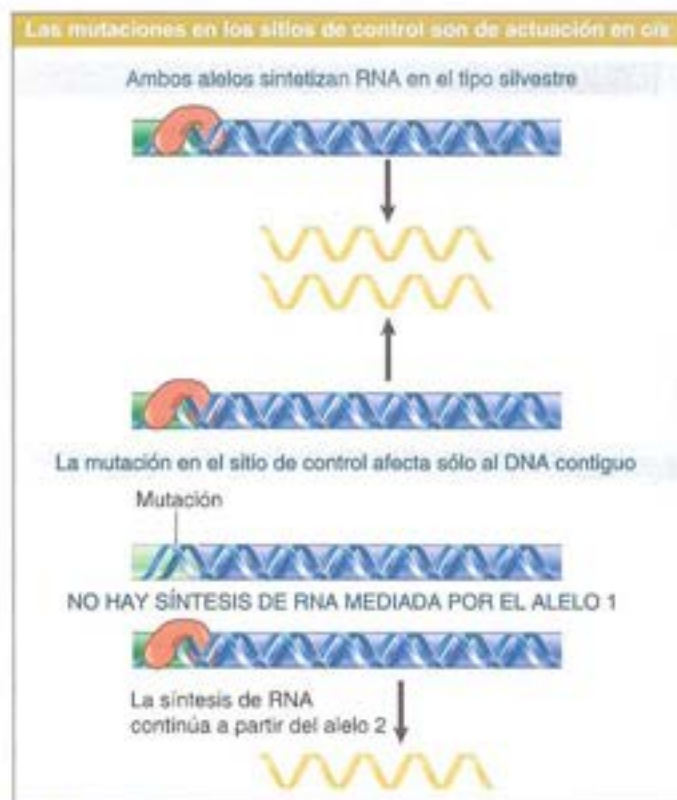 Las mutaciones en los sitios de control son de actuación en cis
Ambos alelos sintetizan RNA en el tipo silvestre
La mutación en el sitio de control afecta sólo al DNA contiguo
Mutación
NO HAY SÍNTESIS DE RNA MEDIADA POR EL ALELO 1
La síntesis de RNA
continúa a partir del alelo 2